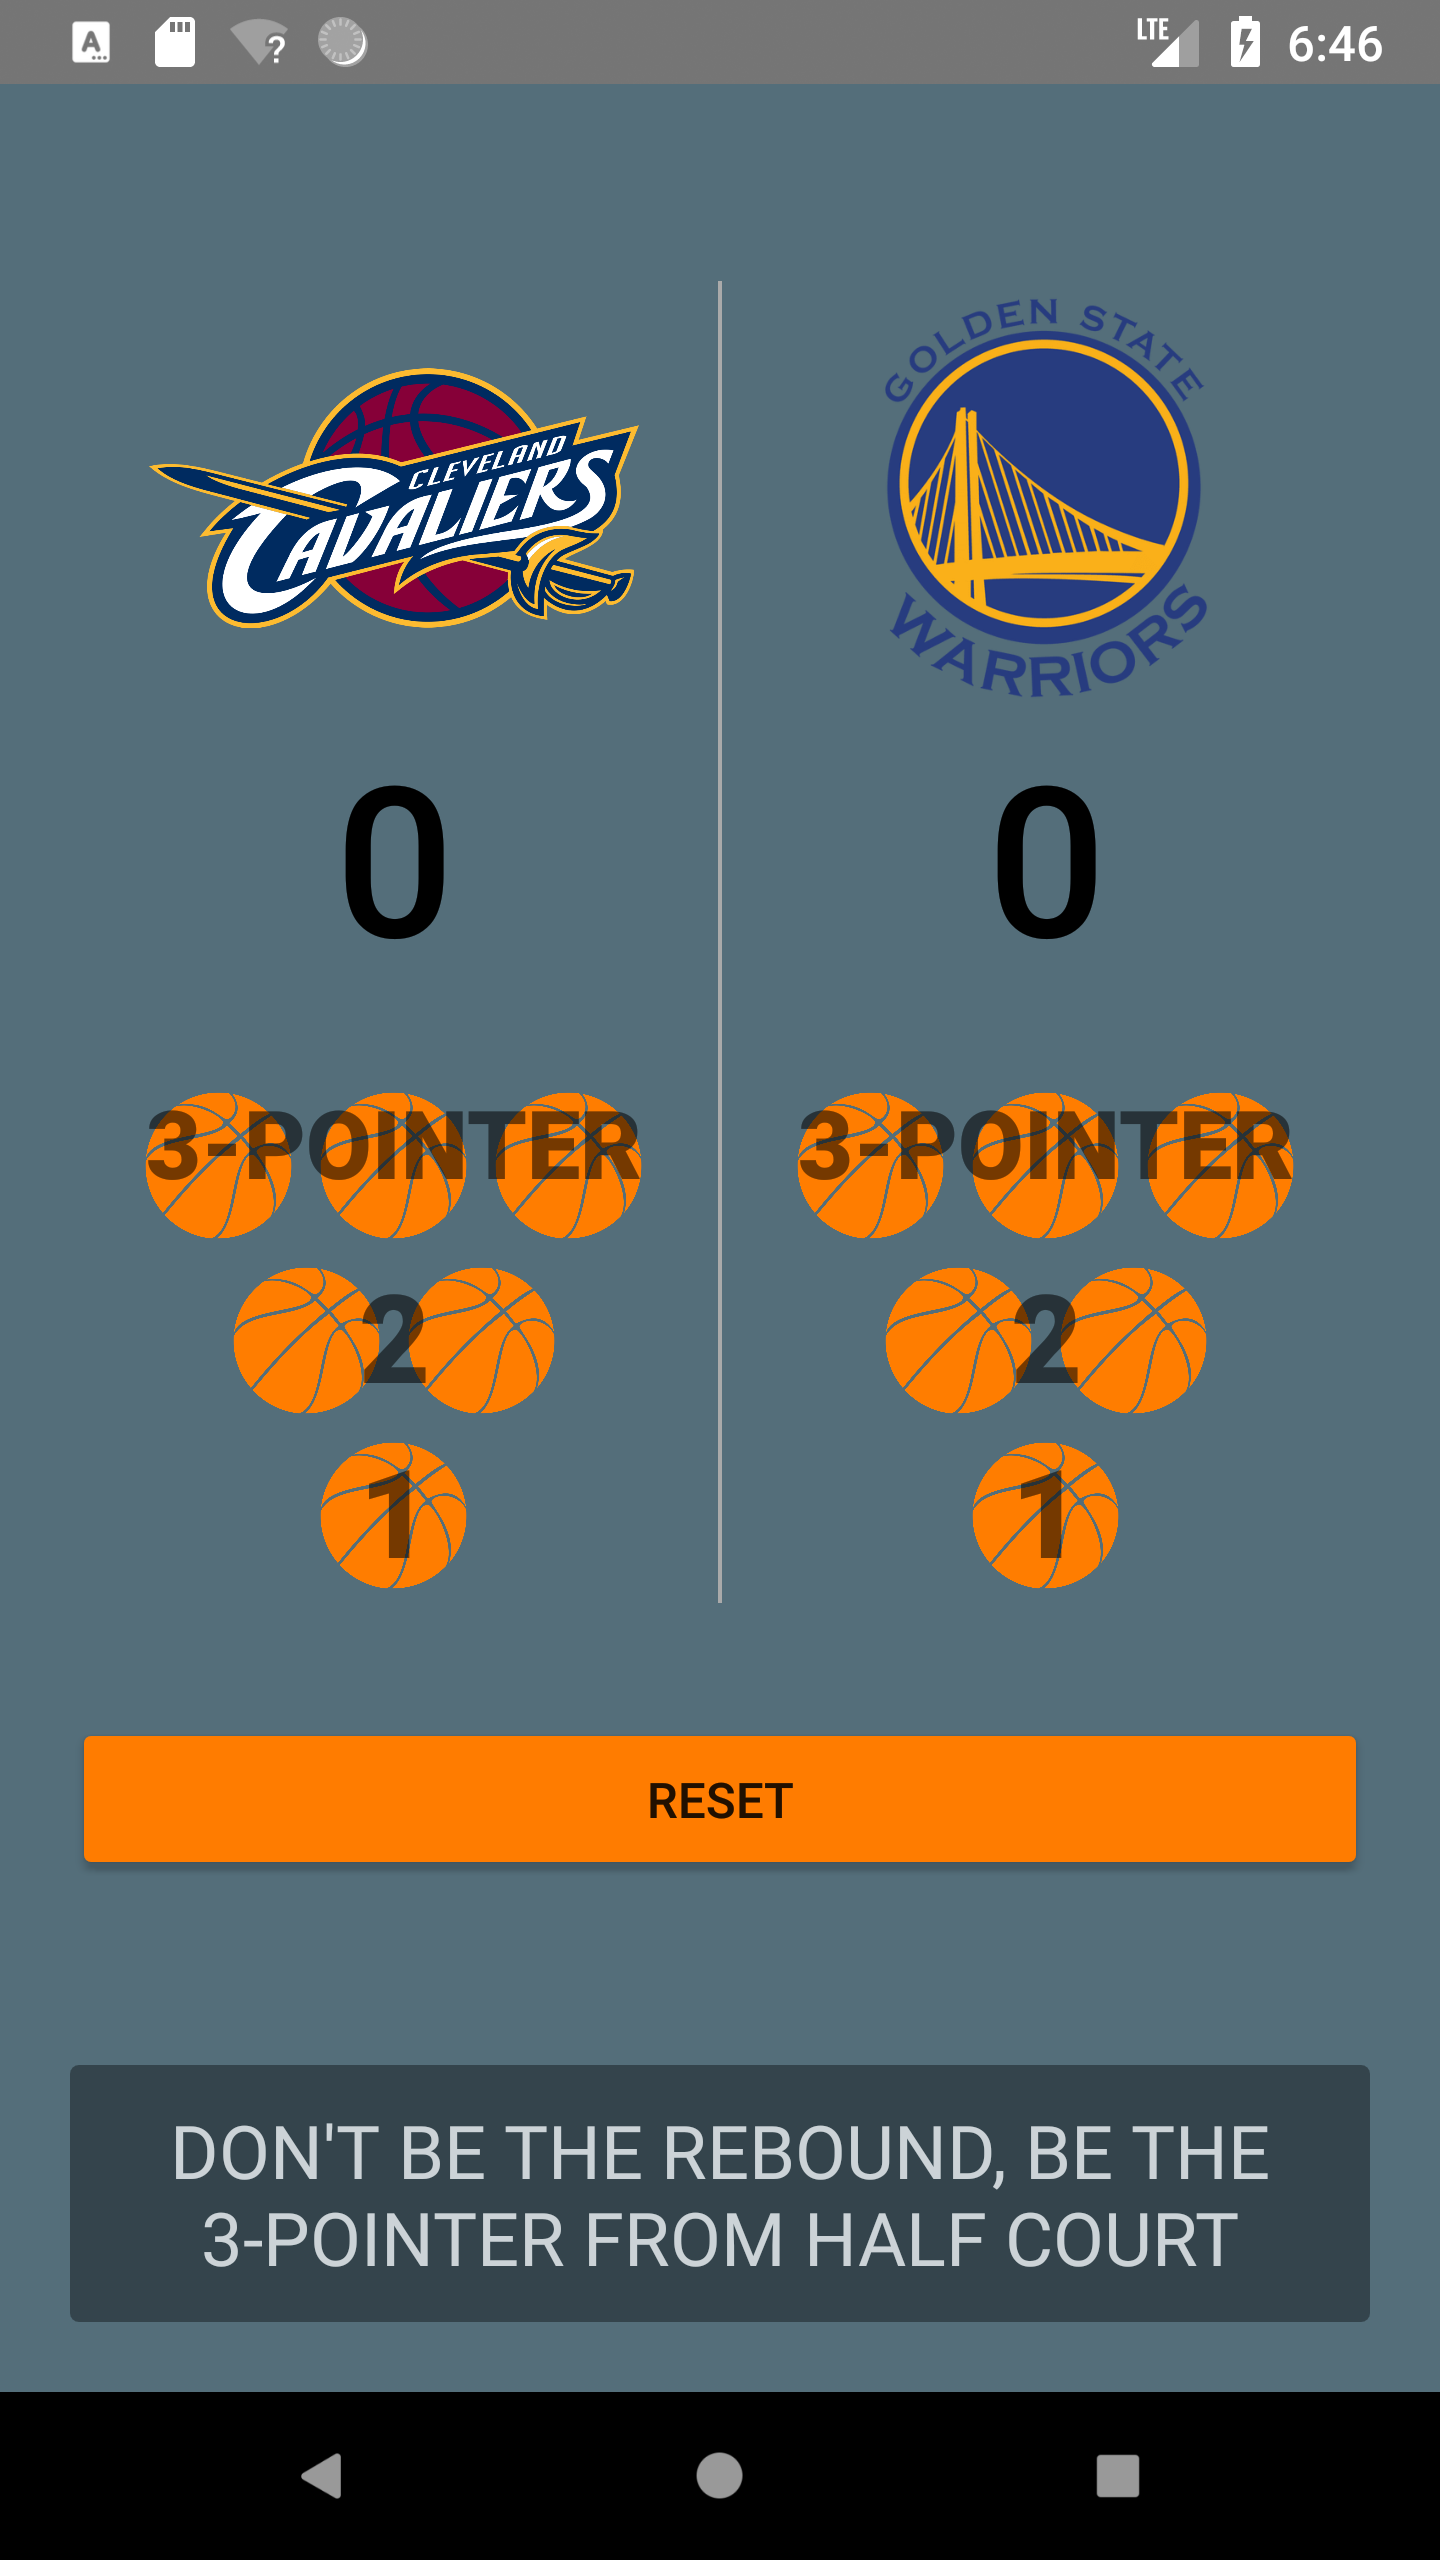 LTE 6:46
CLEVELAND
CAVALIERS
GOLDEN STATE
WARRIORS
0
0
3-POINTER
3-POINTER
2
2
1
1
RESET
DON'T BE THE REBOUND, BE THE
3-POINTER FROM HALF COURT